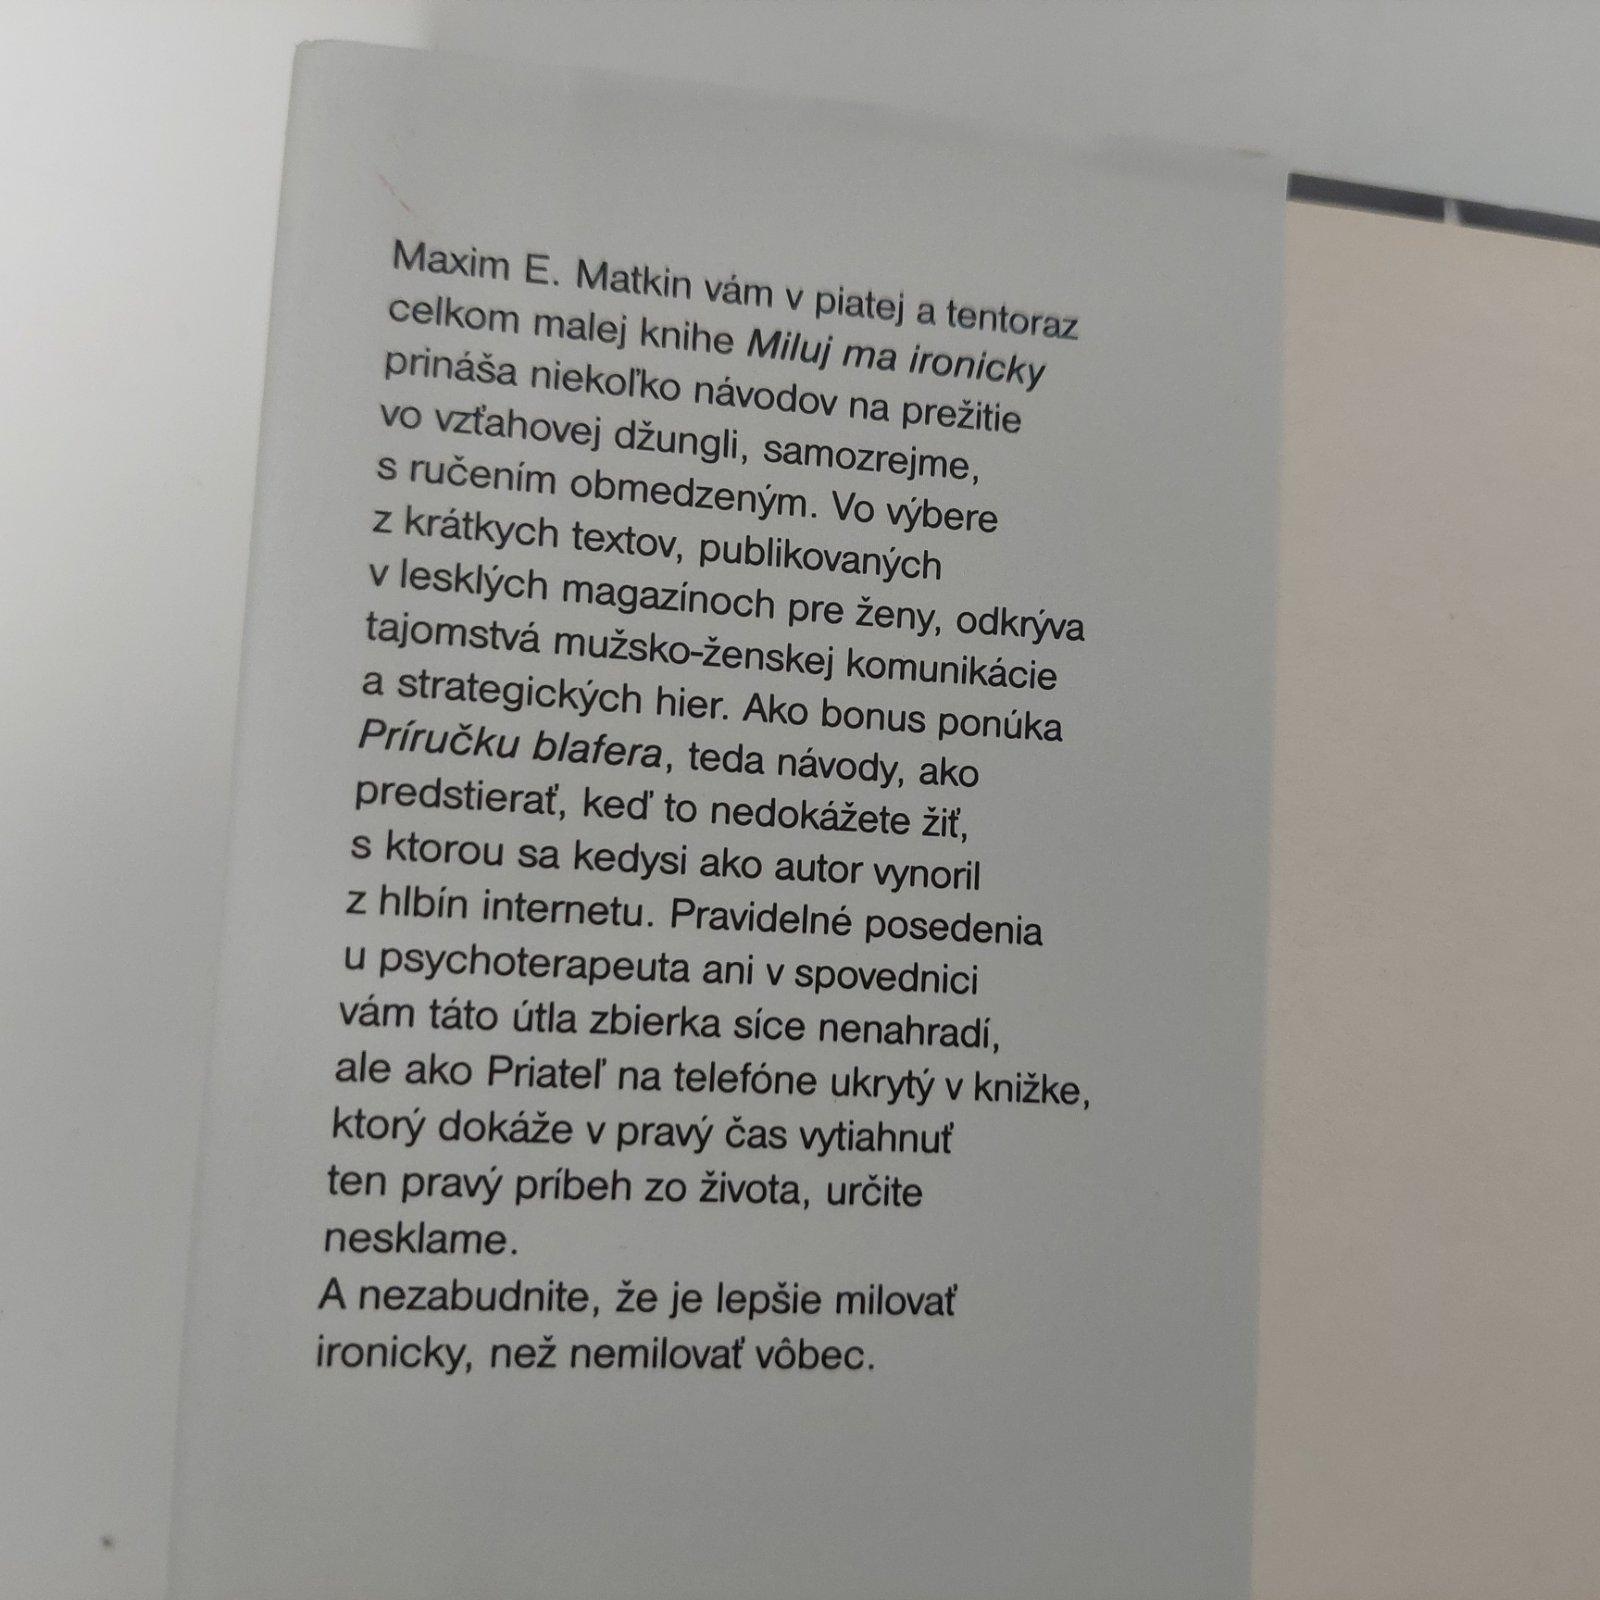 Maxim E. Matkin vám v piatej a tentoraz
celkom malej knihe Miluj ma ironicky
prináša niekoľko návodov na prežitie
vo vzťahovej džungli, samozrejme,
s ručením obmedzeným. Vo výbere
z krátkych textov, publikovaných
v lesklých magazínoch pre ženy, odkrýva
tajomstvá mužsko-ženskej komunikácie
a strategických hier. Ako bonus ponúka
Príručku blafera, teda návody, ako
predstierať, keď to nedokážete žiť,
s ktorou sa kedysi ako autor vynoril
z hlbín internetu. Pravidelné posedenia
u psychoterapeuta ani v spovednici
vám táto útla zbierka síce nenahradí,
ale ako Priateľ na telefóne ukrytý v knižke,
ktorý dokáže v pravý čas vytiahnuť
ten pravý príbeh zo života, určite
nesklame.
A nezabudnite, že je lepšie milovať
ironicky, než nemilovať vôbec.